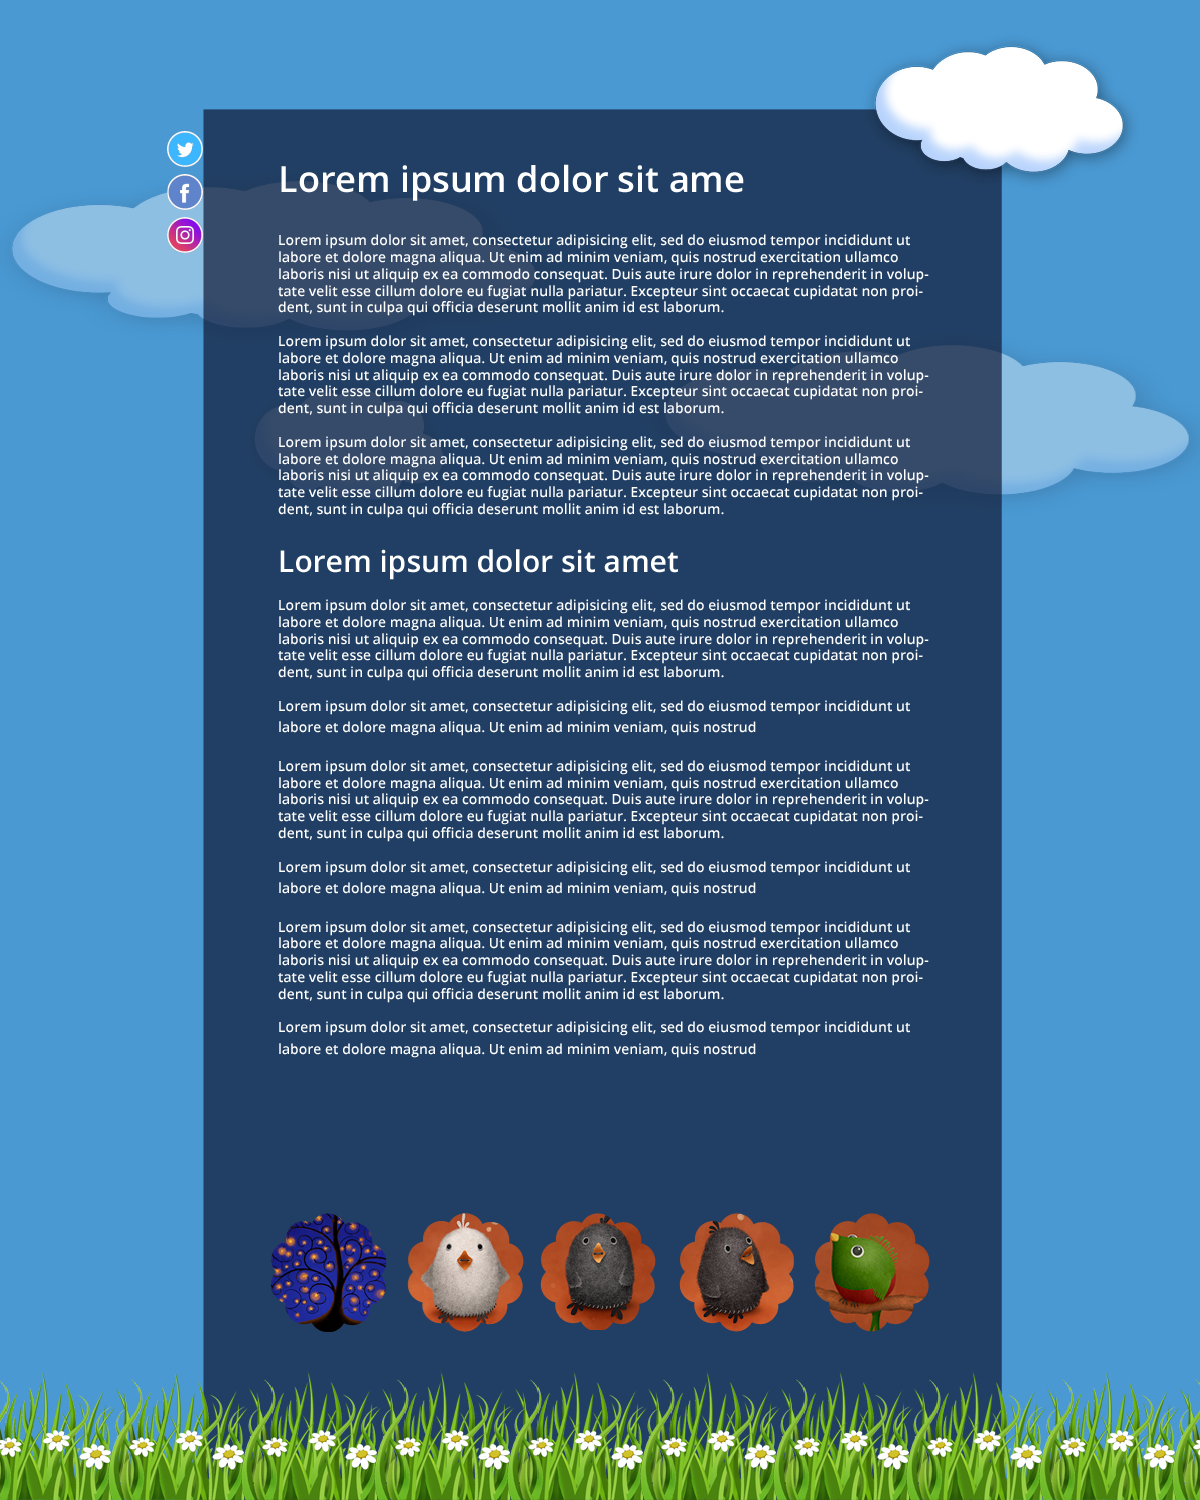 Lorem ipsum dolor sit ame
Lorem ipsum dolor sit amet, consectetur adipisicing elit, sed do eiusmod tempor incididunt ut
labore et dolore magna aliqua. Ut enim ad minim veniam, quis nostrud exercitation ullamco
laboris nisi ut aliquip ex ea commodo consequat. Duis aute irure dolor in reprehenderit in volup-
tate velit esse cillum dolore eu fugiat nulla pariatur. Excepteur sint occaecat cupidatat non proi-
dent, sunt in culpa qui officia deserunt mollit anim id est laborum.
Lorem ipsum dolor sit amet, consectetur adipisicing elit, sed do eiusmod tempor incididunt ut
labore et dolore magna aliqua. Ut enim ad minim veniam, quis nostrud exercitation ullamco
laboris nisi ut aliquip ex ea commodo consequat. Duis aute irure dolor in reprehenderit in volup-
tate velit esse cillum dolore eu fugiat nulla pariatur. Excepteur sint occaecat cupidatat non proi-
dent, sunt in culpa qui officia deserunt mollit anim id est laborum.
Lorem ipsum dolor sit amet, consectetur adipisicing elit, sed do eiusmod tempor incididunt ut
labore et dolore magna aliqua. Ut enim ad minim veniam, quis nostrud exercitation ullamco
laboris nisi ut aliquip ex ea commodo consequat. Duis aute irure dolor in reprehenderit in volup-
tate velit esse cillum dolore eu fugiat nulla pariatur. Excepteur sint occaecat cupidatat non proi-
dent, sunt in culpa qui officia deserunt mollit anim id est laborum.
Lorem ipsum dolor sit amet
Lorem ipsum dolor sit amet, consectetur adipisicing elit, sed do eiusmod tempor incididunt ut
labore et dolore magna aliqua. Ut enim ad minim veniam, quis nostrud exercitation ullamco
laboris nisi ut aliquip ex ea commodo consequat. Duis aute irure dolor in reprehenderit in volup-
tate velit esse cillum dolore eu fugiat nulla pariatur. Excepteur sint occaecat cupidatat non proi-
dent, sunt in culpa qui officia deserunt mollit anim id est laborum.
Lorem ipsum dolor sit amet, consectetur adipisicing elit, sed do eiusmod tempor incididunt ut
labore et dolore magna aliqua. Ut enim ad minim veniam, quis nostrud
Lorem ipsum dolor sit amet, consectetur adipisicing elit, sed do eiusmod tempor incididunt ut
labore et dolore magna aliqua. Ut enim ad minim veniam, quis nostrud exercitation ullamco
laboris nisi ut aliquip ex ea commodo consequat. Duis aute irure dolor in reprehenderit in volup-
tate velit esse cillum dolore eu fugiat nulla pariatur. Excepteur sint occaecat cupidatat non proi-
dent, sunt in culpa qui officia deserunt mollit anim id est laborum.
Lorem ipsum dolor sit amet, consectetur adipisicing elit, sed do eiusmod tempor incididunt ut
labore et dolore magna aliqua. Ut enim ad minim veniam, quis nostrud
Lorem ipsum dolor sit amet, consectetur adipisicing elit, sed do eiusmod tempor incididunt ut
labore et dolore magna aliqua. Ut enim ad minim veniam, quis nostrud exercitation ullamco
laboris nisi ut aliquip ex ea commodo consequat. Duis aute irure dolor in reprehenderit in volup-
tate velit esse cillum dolore eu fugiat nulla pariatur. Excepteur sint occaecat cupidatat non proi-
dent, sunt in culpa qui officia deserunt mollit anim id est laborum.
Lorem ipsum dolor sit amet, consectetur adipisicing elit, sed do eiusmod tempor incididunt ut
labore et dolore magna aliqua. Ut enim ad minim veniam, quis nostrud